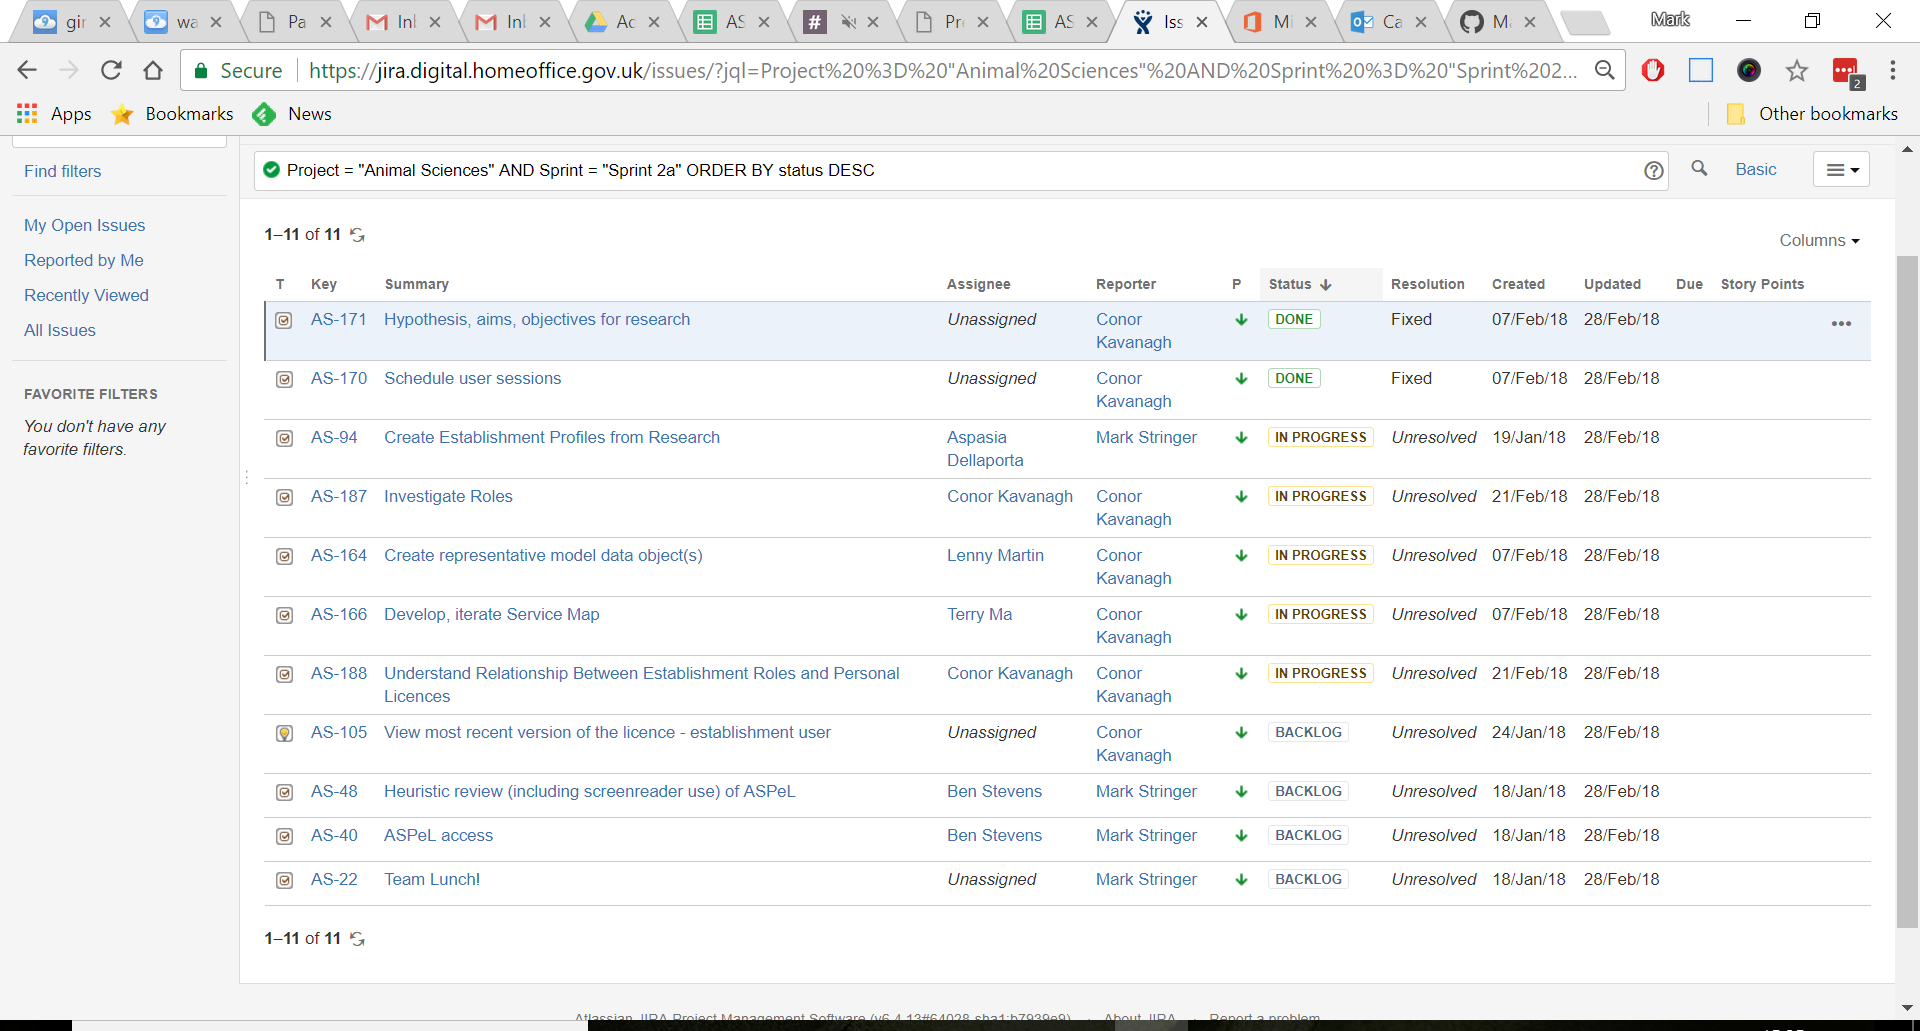 gir
wa
Pa
Inl
Inl
Ac
AS
#
Pr
AS
Iss
Mi
Ca
M
Mark
Secure
https://jira.digital.homeoffice.gov.uk/issues/?jql=Project%20%3D%20"Animal%20Sciences"%20AND%20Sprint%20%3D%20"Sprint%202...
2
Apps
Bookmarks
News
Other bookmarks
Find filters
My Open Issues
Reported by Me
Recently Viewed
All Issues
FAVORITE FILTERS
You don't have any
favorite filters.
Project = "Animal Sciences" AND Sprint = "Sprint 2a" ORDER BY status DESC
Basic
1–11 of 11
Columns
T Key Summary Assignee Reporter P Status Resolution Created Updated Due Story Points
AS-171 Hypothesis, aims, objectives for research Unassigned Conor DONE Fixed 07/Feb/18 28/Feb/18
Kavanagh
AS-170 Schedule user sessions Unassigned Conor DONE Fixed 07/Feb/18 28/Feb/18
Kavanagh
AS-94 Create Establishment Profiles from Research Aspasia Mark Stringer IN PROGRESS Unresolved 19/Jan/18 28/Feb/18
Dellaporta
AS-187 Investigate Roles Conor Kavanagh Conor IN PROGRESS Unresolved 21/Feb/18 28/Feb/18
Kavanagh
AS-164 Create representative model data object(s) Lenny Martin Conor IN PROGRESS Unresolved 07/Feb/18 28/Feb/18
Kavanagh
AS-166 Develop, iterate Service Map Terry Ma Conor IN PROGRESS Unresolved 07/Feb/18 28/Feb/18
Kavanagh
AS-188 Understand Relationship Between Establishment Roles and Personal Conor Kavanagh Conor IN PROGRESS Unresolved 21/Feb/18 28/Feb/18
Licences Kavanagh
AS-105 View most recent version of the licence - establishment user Unassigned Conor BACKLOG Unresolved 24/Jan/18 28/Feb/18
Kavanagh
AS-48 Heuristic review (including screenreader use) of ASPeL Ben Stevens Mark Stringer BACKLOG Unresolved 18/Jan/18 28/Feb/18
AS-40 ASPeL access Ben Stevens Mark Stringer BACKLOG Unresolved 18/Jan/18 28/Feb/18
AS-22 Team Lunch! Unassigned Mark Stringer BACKLOG Unresolved 18/Jan/18 28/Feb/18
1–11 of 11
Atlassian JIRA Project Management Software (v6.4.13#64028-sha1:b7939e9) · About JIRA · Report a problem